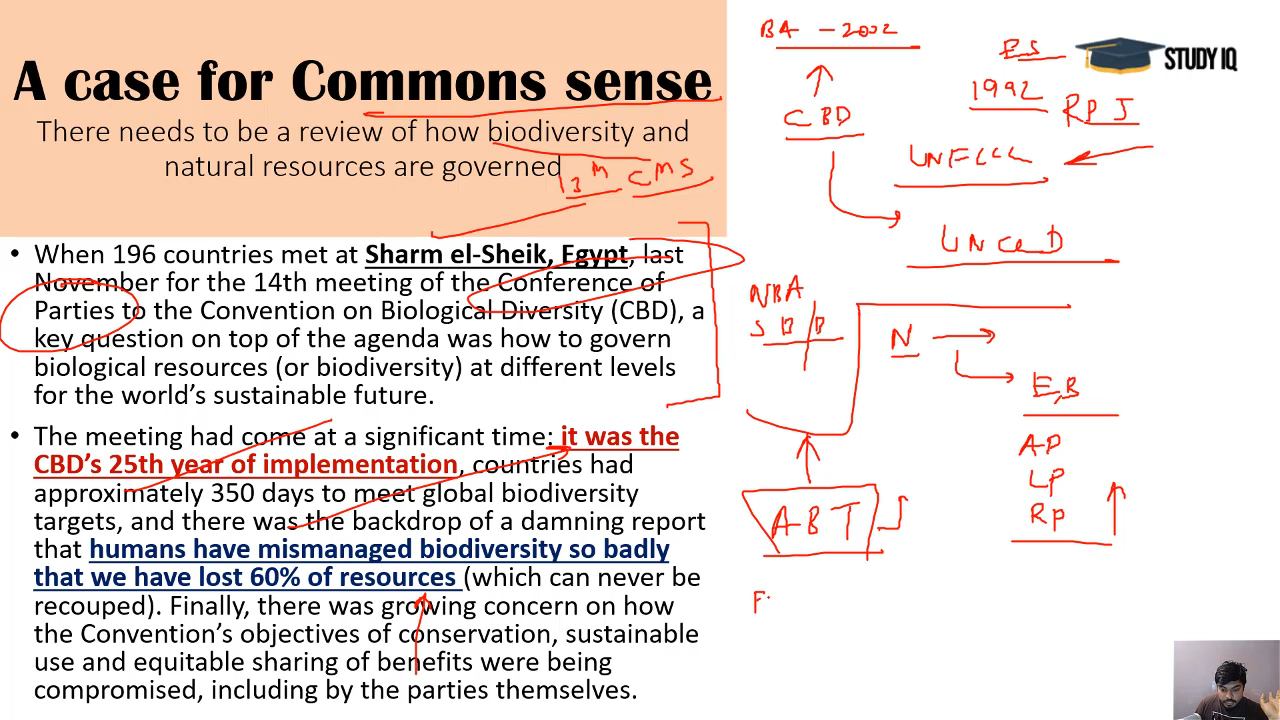 A case for Commons sense
There needs to be a review of how biodiversity and
natural resources are governed
CMS
• When 196 countries met at Sharm el-Sheik, Egypt, last
November for the 14th meeting of the Conference of
Parties to the Convention on Biological Diversity (CBD), a
key question on top of the agenda was how to govern
biological resources (or biodiversity) at different levels
for the world's sustainable future.
• The meeting had come at a significant time: it was the
CBD's 25th year of implementation, countries had
approximately 350 days to meet global biodiversity
targets, and there was the backdrop of a damning report
that humans have mismanaged biodiversity so badly
that we have lost 60% of resources (which can never be
recouped). Finally, there was growing concern on how
the Convention's objectives of conservation, sustainable
use and equitable sharing of benefits were being
compromised, including by the parties themselves.
BA - 2002
CBD
ES
STUDY IQ
1992
RPJ
UNFCCC
UNCCD
NBA
SBB
N
E,B
AP
LP
RP
ABT
F